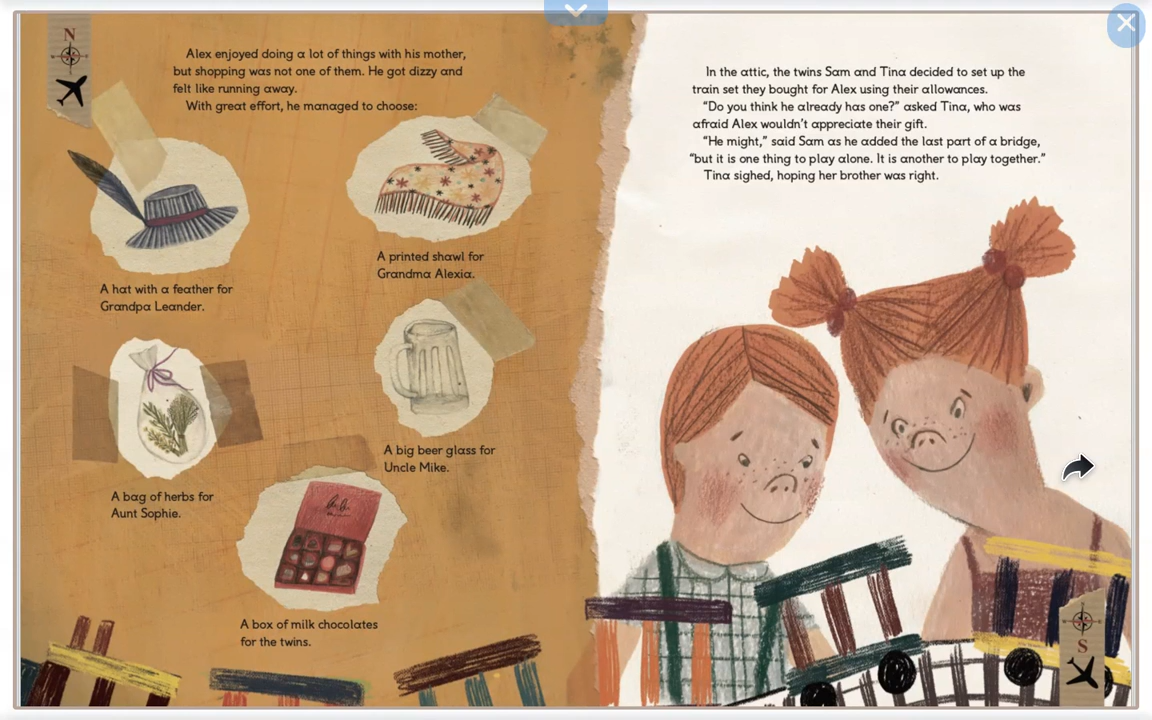 N
Alex enjoyed doing a lot of things with his mother,
but shopping was not one of them. He got dizzy and
felt like running away.
With great effort, he managed to choose:
A hat with a feather for
Grandpa Leander.
A printed shawl for
Grandma Alexia.
A bag of herbs for
Aunt Sophie.
A big beer glass for
Uncle Mike.
A box of milk chocolates
for the twins.
In the attic, the twins Sam and Tina decided to set up the
train set they bought for Alex using their allowances.
“Do you think he already has one?” asked Tina, who was
afraid Alex wouldn’t appreciate their gift.
“He might,” said Sam as he added the last part of a bridge,
“but it is one thing to play alone. It is another to play together.”
Tina sighed, hoping her brother was right.
S